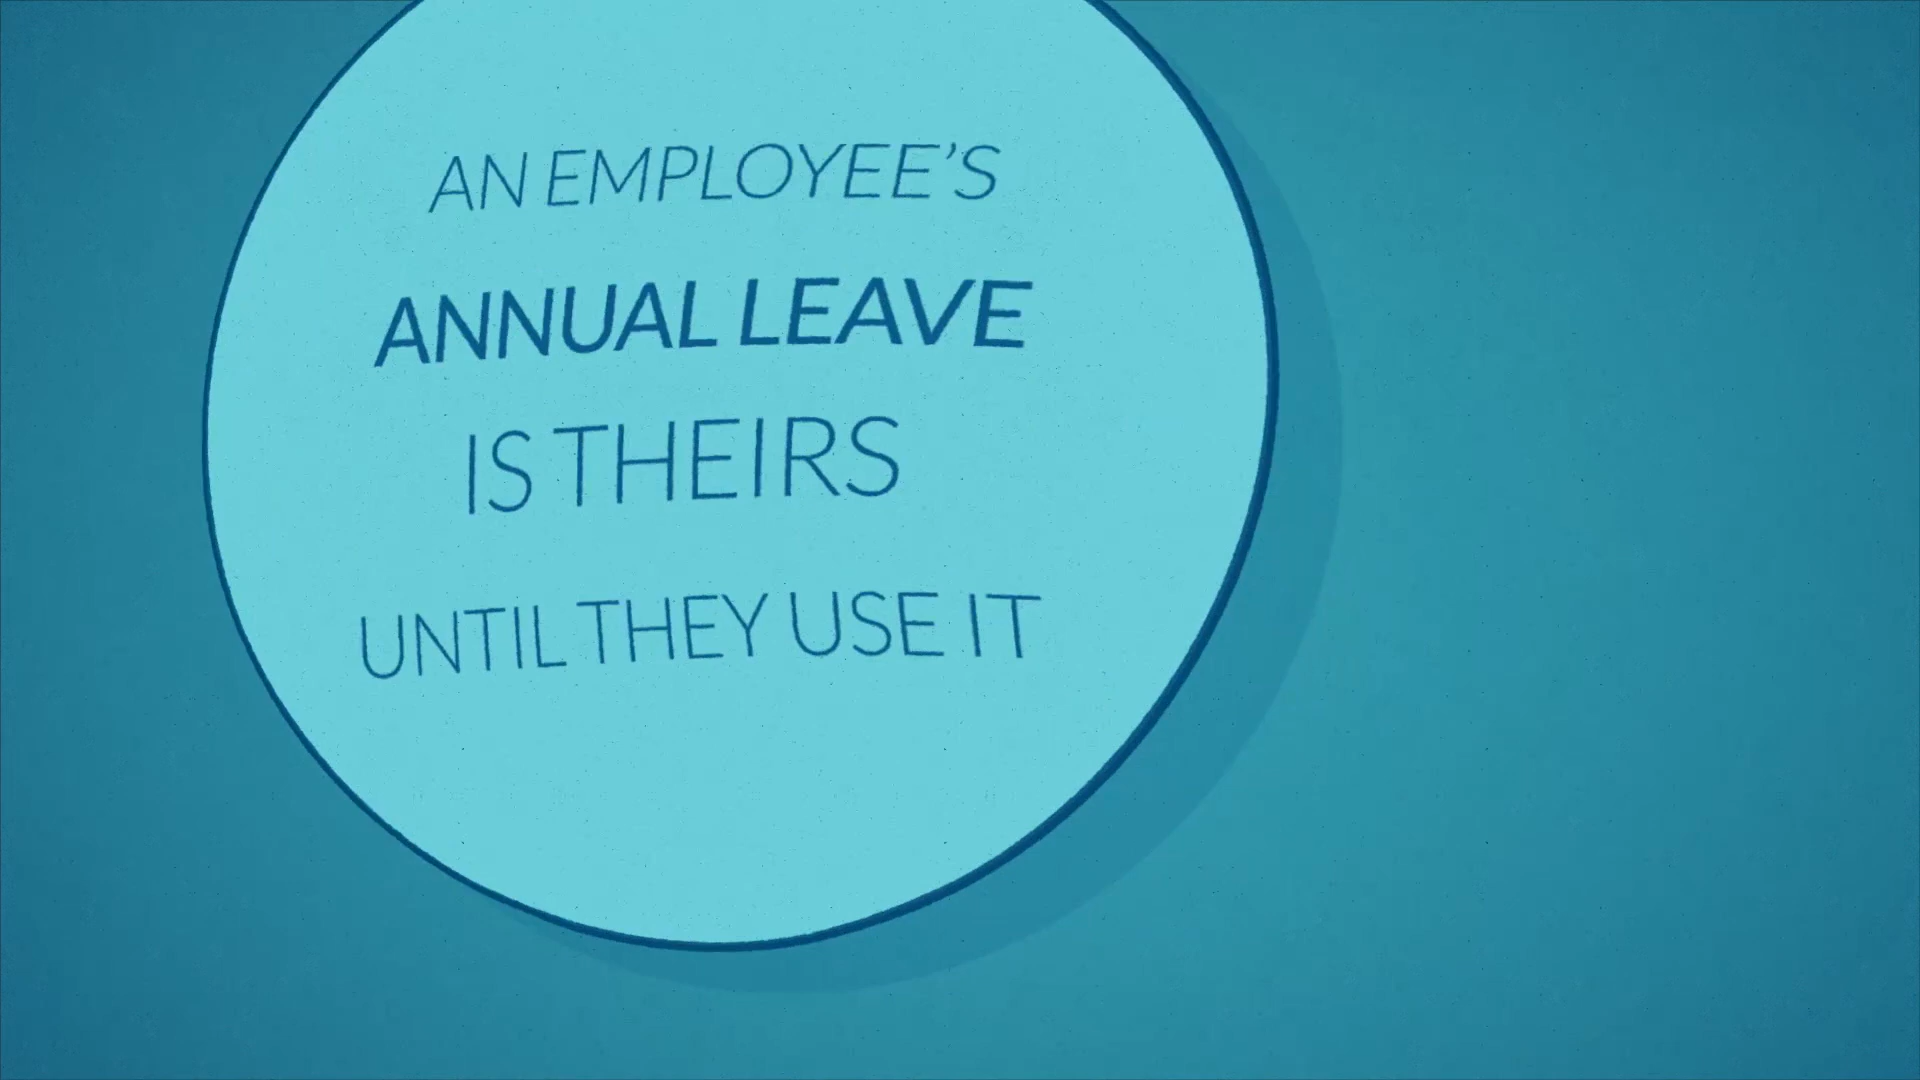 AN EMPLOYEE’S
ANNUAL LEAVE
IS THEIRS
UNTIL THEY USE IT